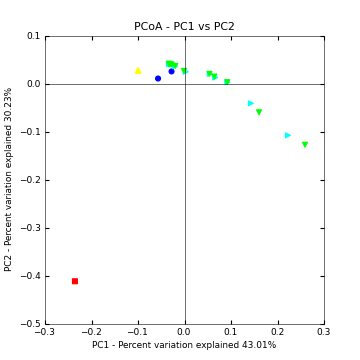 PCoA - PC1 vs PC2
0.1
0.0
−0.1
−0.2
−0.3
−0.4
−0.5
PC2 - Percent variation explained 30.23%
−0.3 −0.2 −0.1 0.0 0.1 0.2 0.3
PC1 - Percent variation explained 43.01%